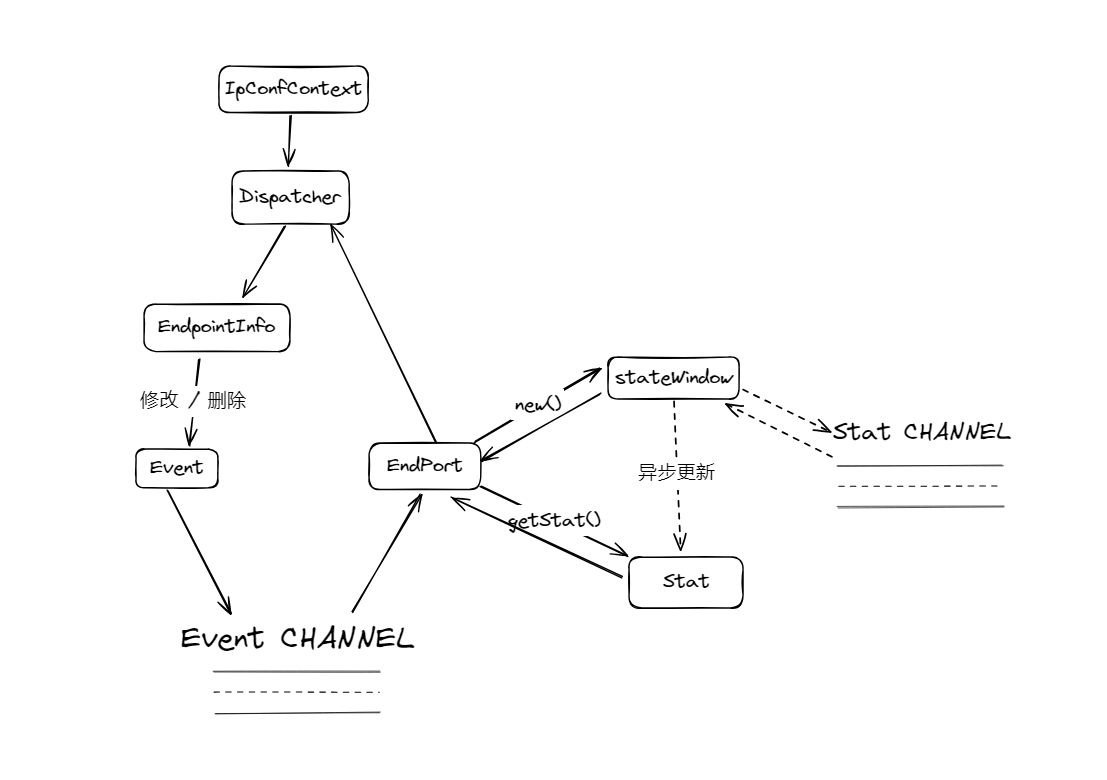 IpConfContext
Dispatcher
EndpointInfo
修改 / 删除
Event
Event CHANNEL
EndPort
new()
getStat()
stateWindow
异步更新
Stat
Stat CHANNEL